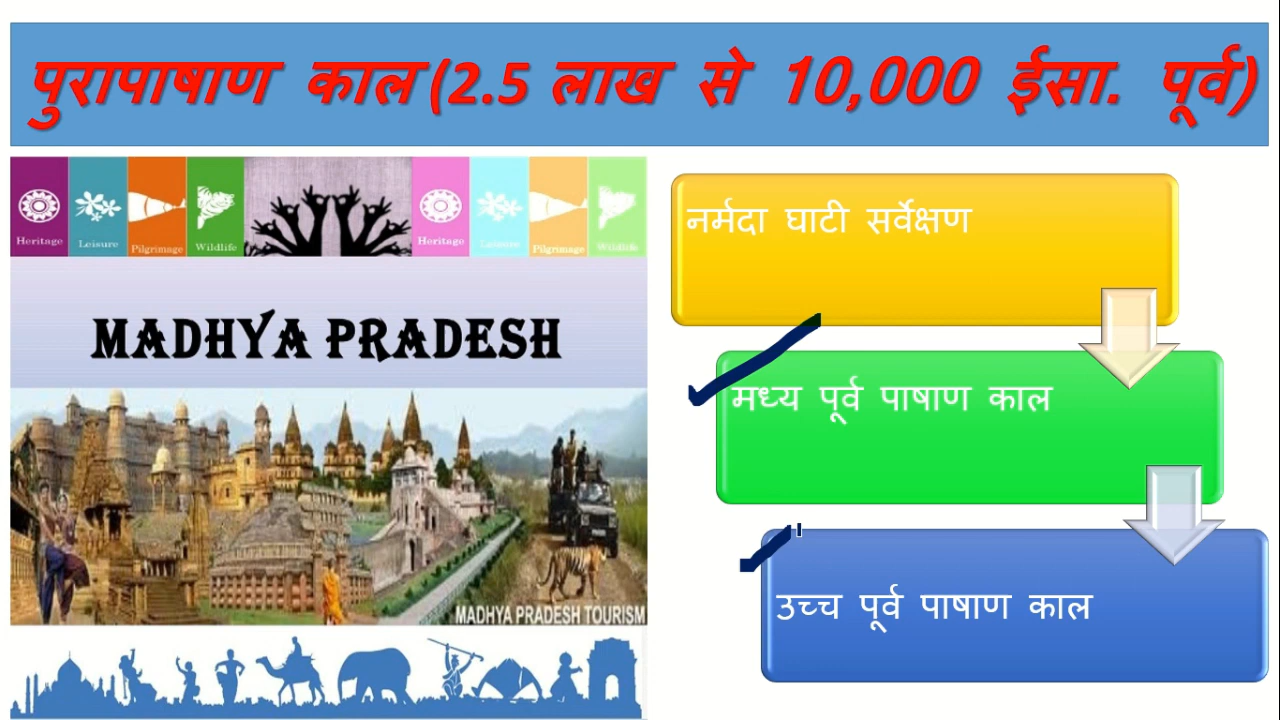 पुरापाषाण काल (2.5 लाख से 10,000 ईसा. पूर्व)
Heritage Leisure Pilgrimage Wildlife Heritage Leisure Pilgrimage Wildlife
MADHYA PRADESH
MADHYA PRADESH TOURISM
नर्मदा घाटी सर्वेक्षण
मध्य पूर्व पाषाण काल
उच्च पूर्व पाषाण काल